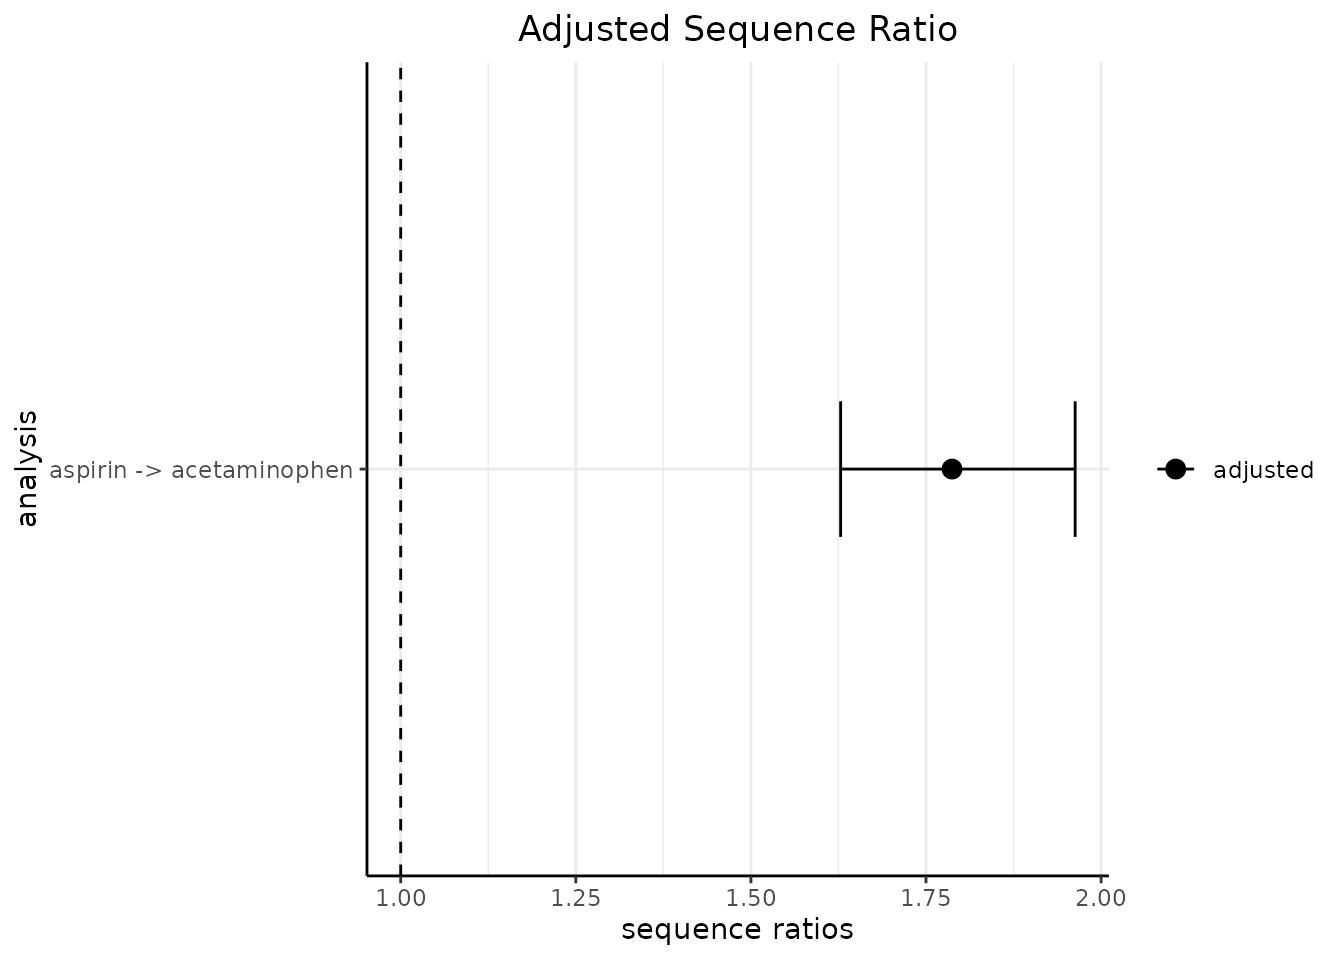 Adjusted Sequence Ratio
analysis
aspirin -> acetaminophen
adjusted
1.00 1.25 1.50 1.75 2.00
sequence ratios